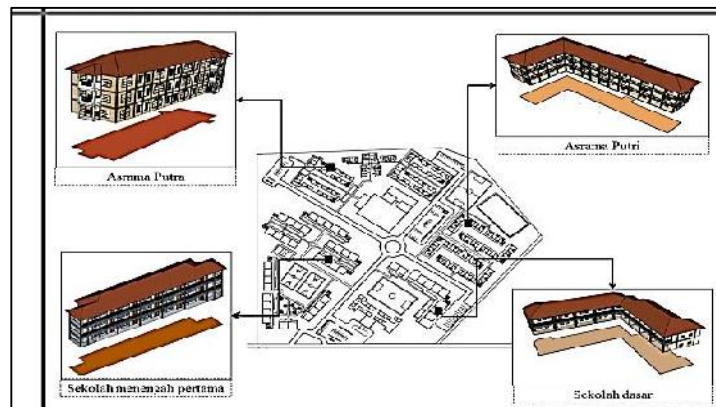 Asrama Putra
Asrama Putri
Sekolah menengah pertama
Sekolah dasar